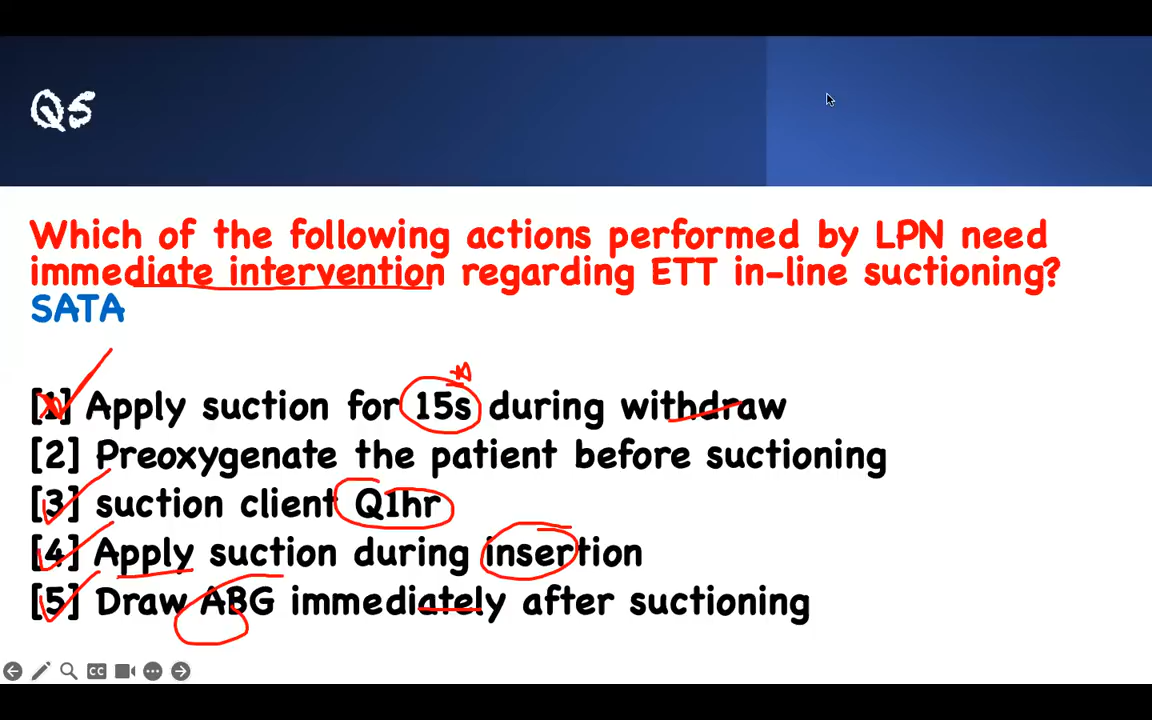 Q5
Which of the following actions performed by LPN need
immediate intervention regarding ETT in-line suctioning?
SATA
[1] Apply suction for 15s during withdraw
[2] Preoxygenate the patient before suctioning
[3] suction client Q1hr
[4] Apply suction during insertion
[5] Draw ABG immediately after suctioning
CC